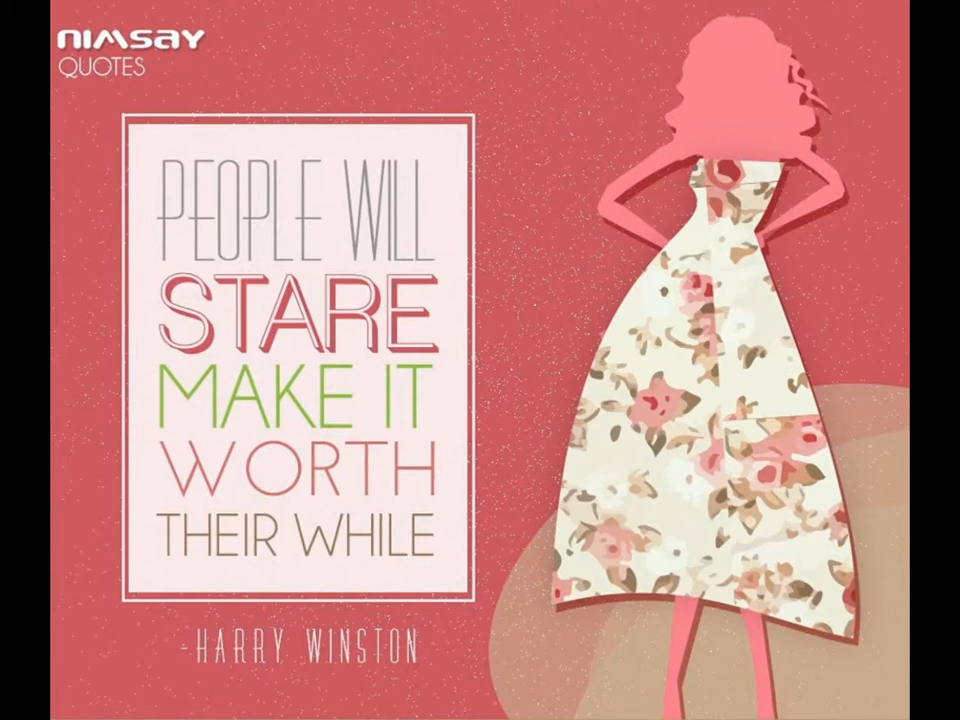 NIMSAY
QUOTES
PEOPLE WILL
STARE
MAKE IT
WORTH
THEIR WHILE
-HARRY WINSTON